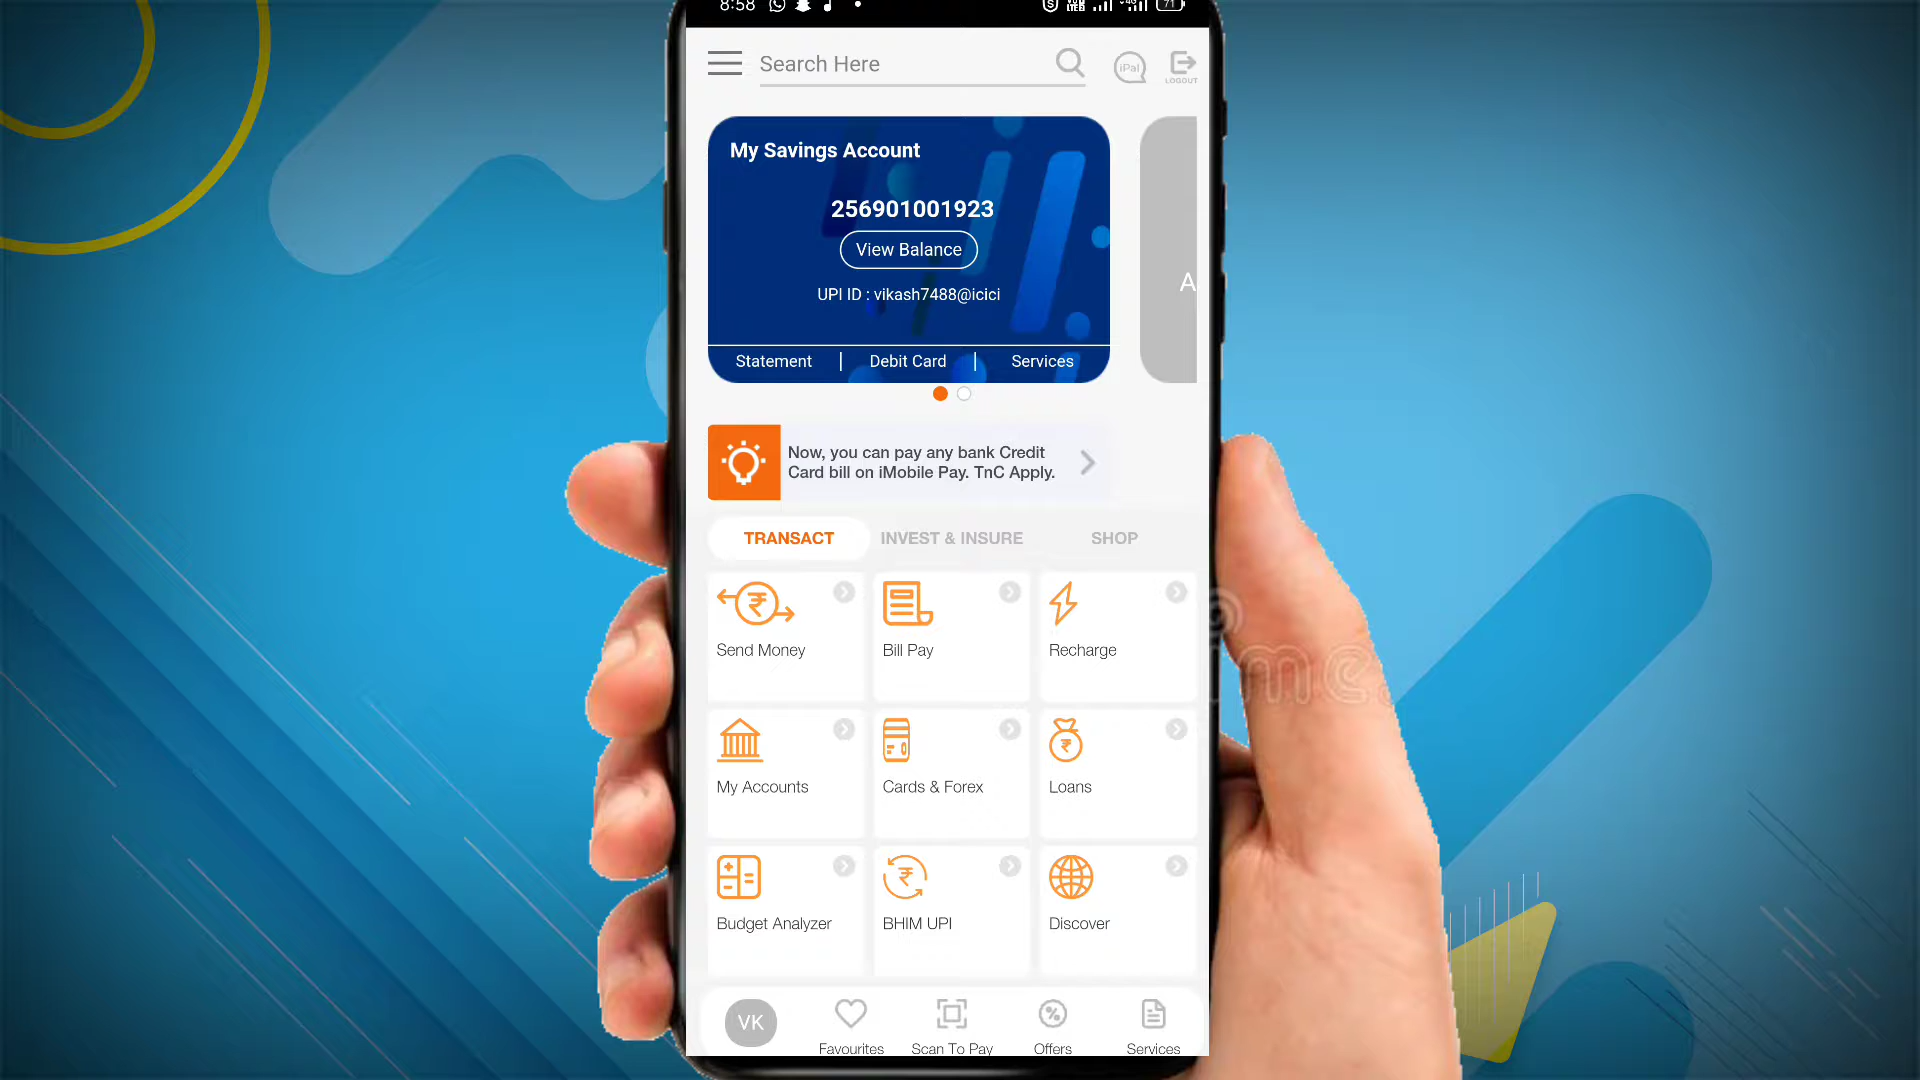 8:58
71
Search Here
iPal
LOGOUT
My Savings Account
256901001923
View Balance
UPI ID : vikash7488@icici
A
Statement | Debit Card | Services
Now, you can pay any bank Credit
Card bill on iMobile Pay. TnC Apply.
TRANSACT INVEST & INSURE SHOP
Send Money Bill Pay Recharge
My Accounts Cards & Forex Loans
Budget Analyzer BHIM UPI Discover
VK
Favourites Scan To Pay Offers Services